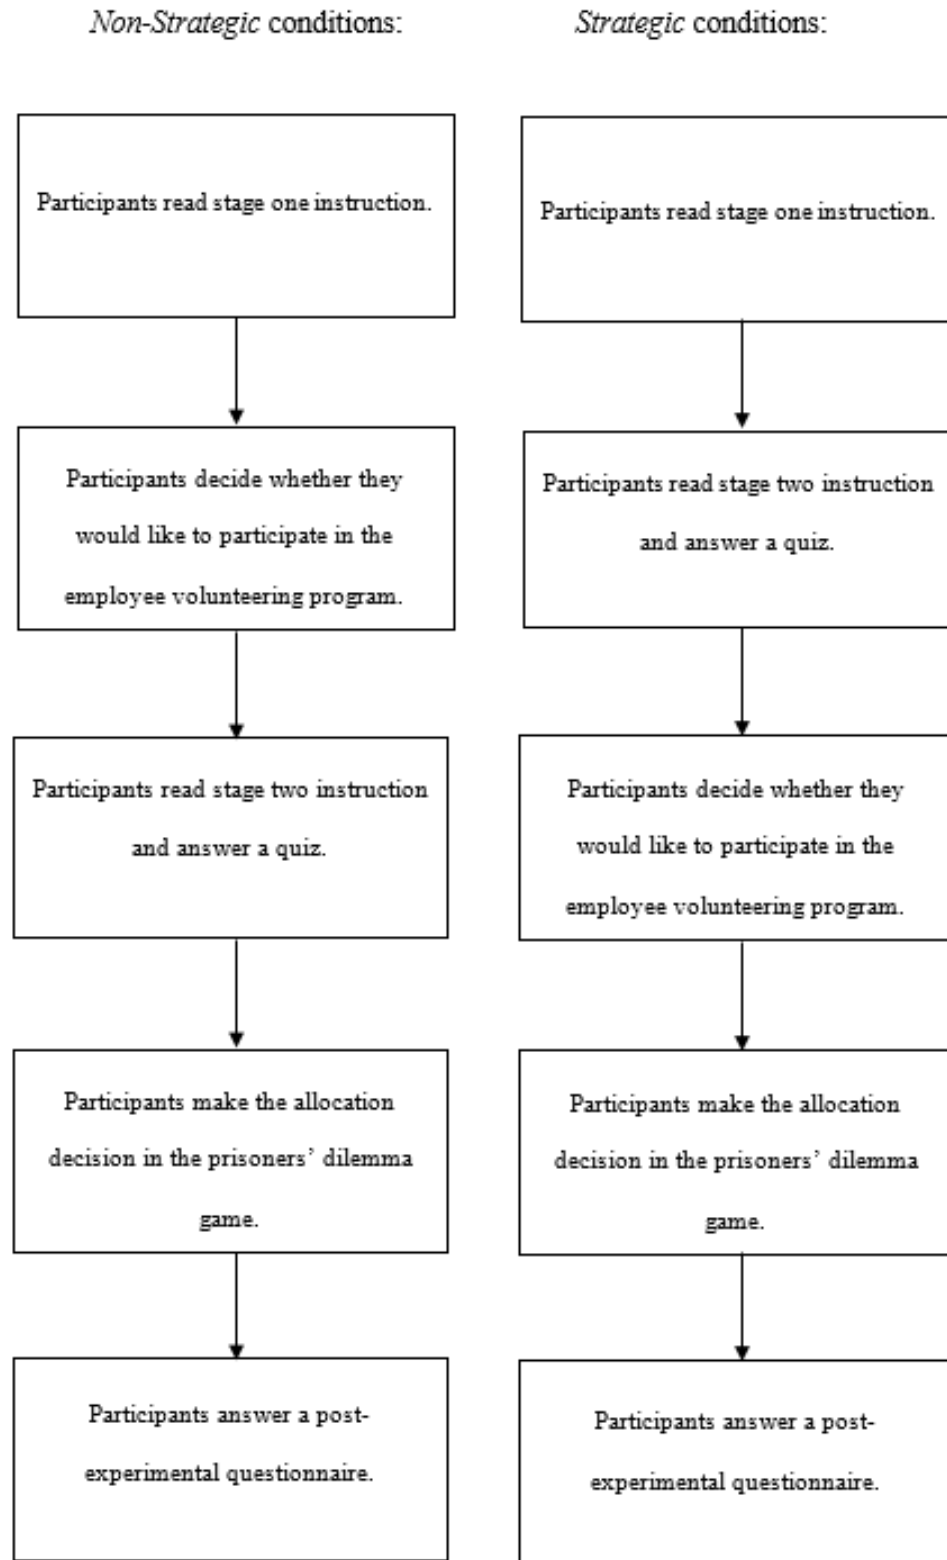 Non-Strategic conditions:
Strategic conditions:
Participants read stage one instruction.
Participants read stage one instruction.
Participants decide whether they
would like to participate in the
employee volunteering program.
Participants read stage two instruction
and answer a quiz.
Participants read stage two instruction
and answer a quiz.
Participants decide whether they
would like to participate in the
employee volunteering program.
Participants make the allocation
decision in the prisoners’ dilemma
game.
Participants make the allocation
decision in the prisoners’ dilemma
game.
Participants answer a post-
experimental questionnaire.
Participants answer a post-
experimental questionnaire.